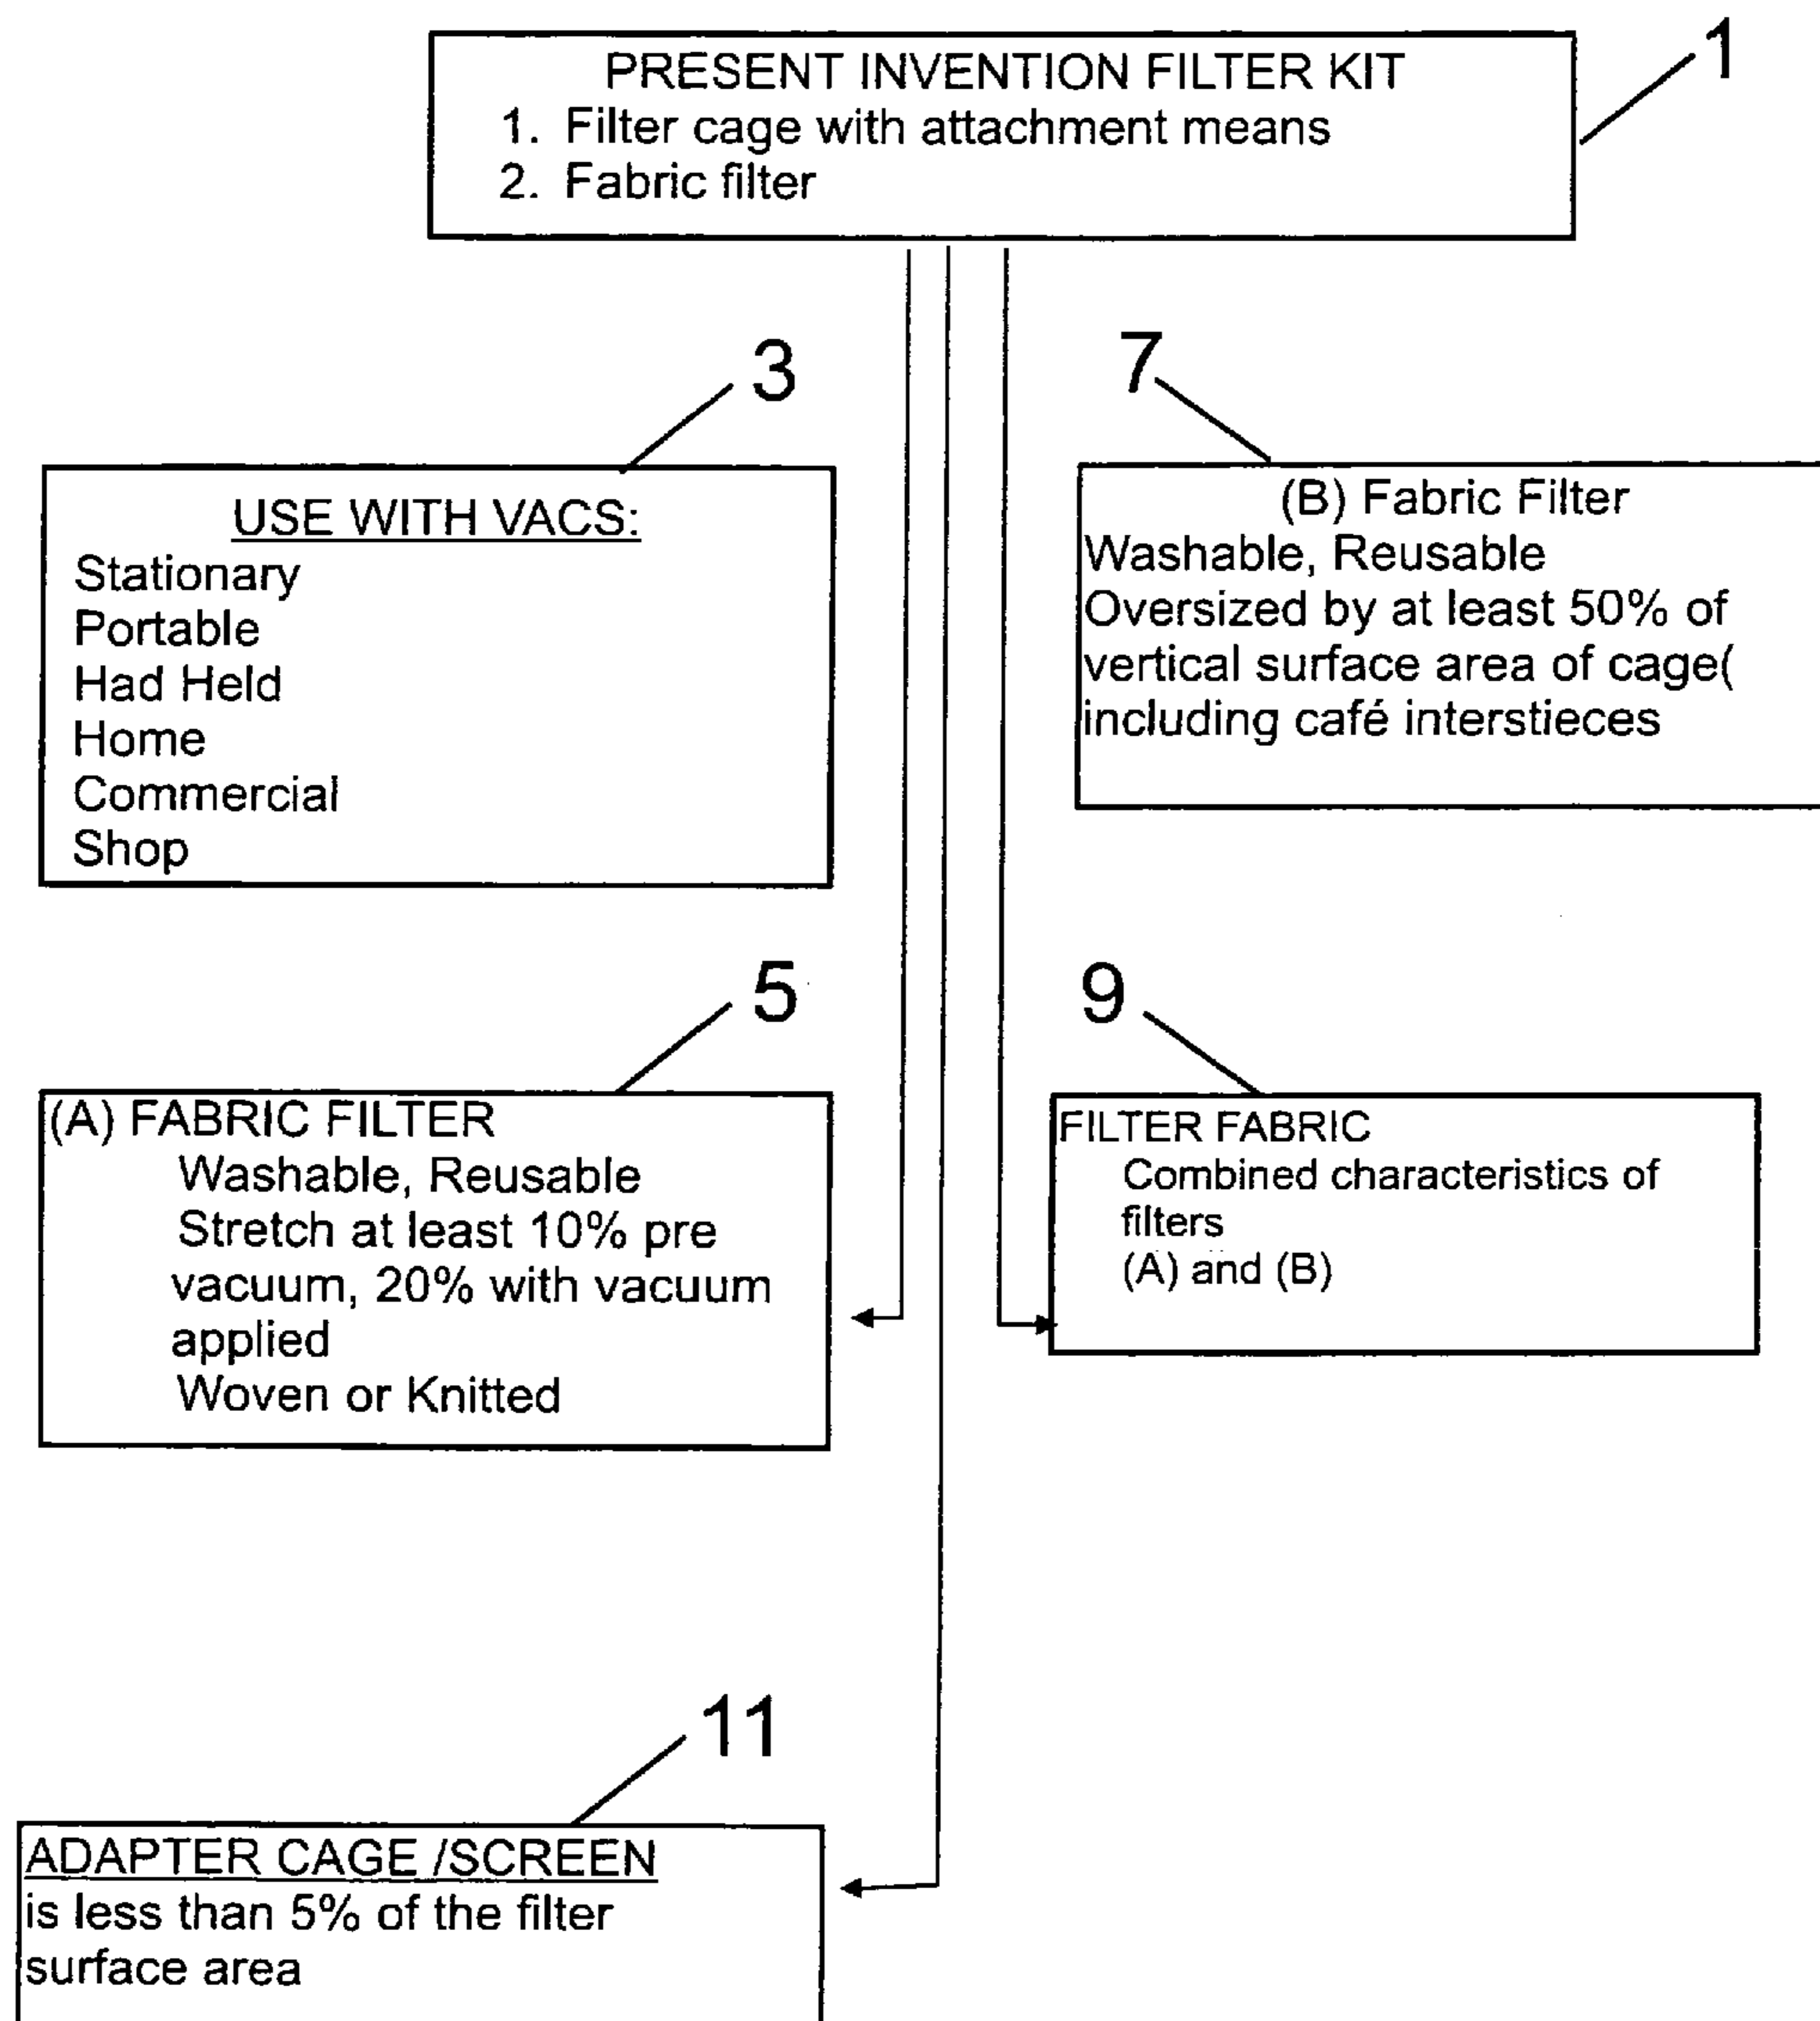 1
PRESENT INVENTION FILTER KIT
1. Filter cage with attachment means
2. Fabric filter
3
USE WITH VACS:
Stationary
Portable
Had Held
Home
Commercial
Shop
7
(B) Fabric Filter
Washable, Reusable
Oversized by at least 50% of
vertical surface area of cage(
including café interstieces
5
(A) FABRIC FILTER
Washable, Reusable
Stretch at least 10% pre
vacuum, 20% with vacuum
applied
Woven or Knitted
9
FILTER FABRIC
Combined characteristics of
filters
(A) and (B)
11
ADAPTER CAGE /SCREEN
is less than 5% of the filter
surface area